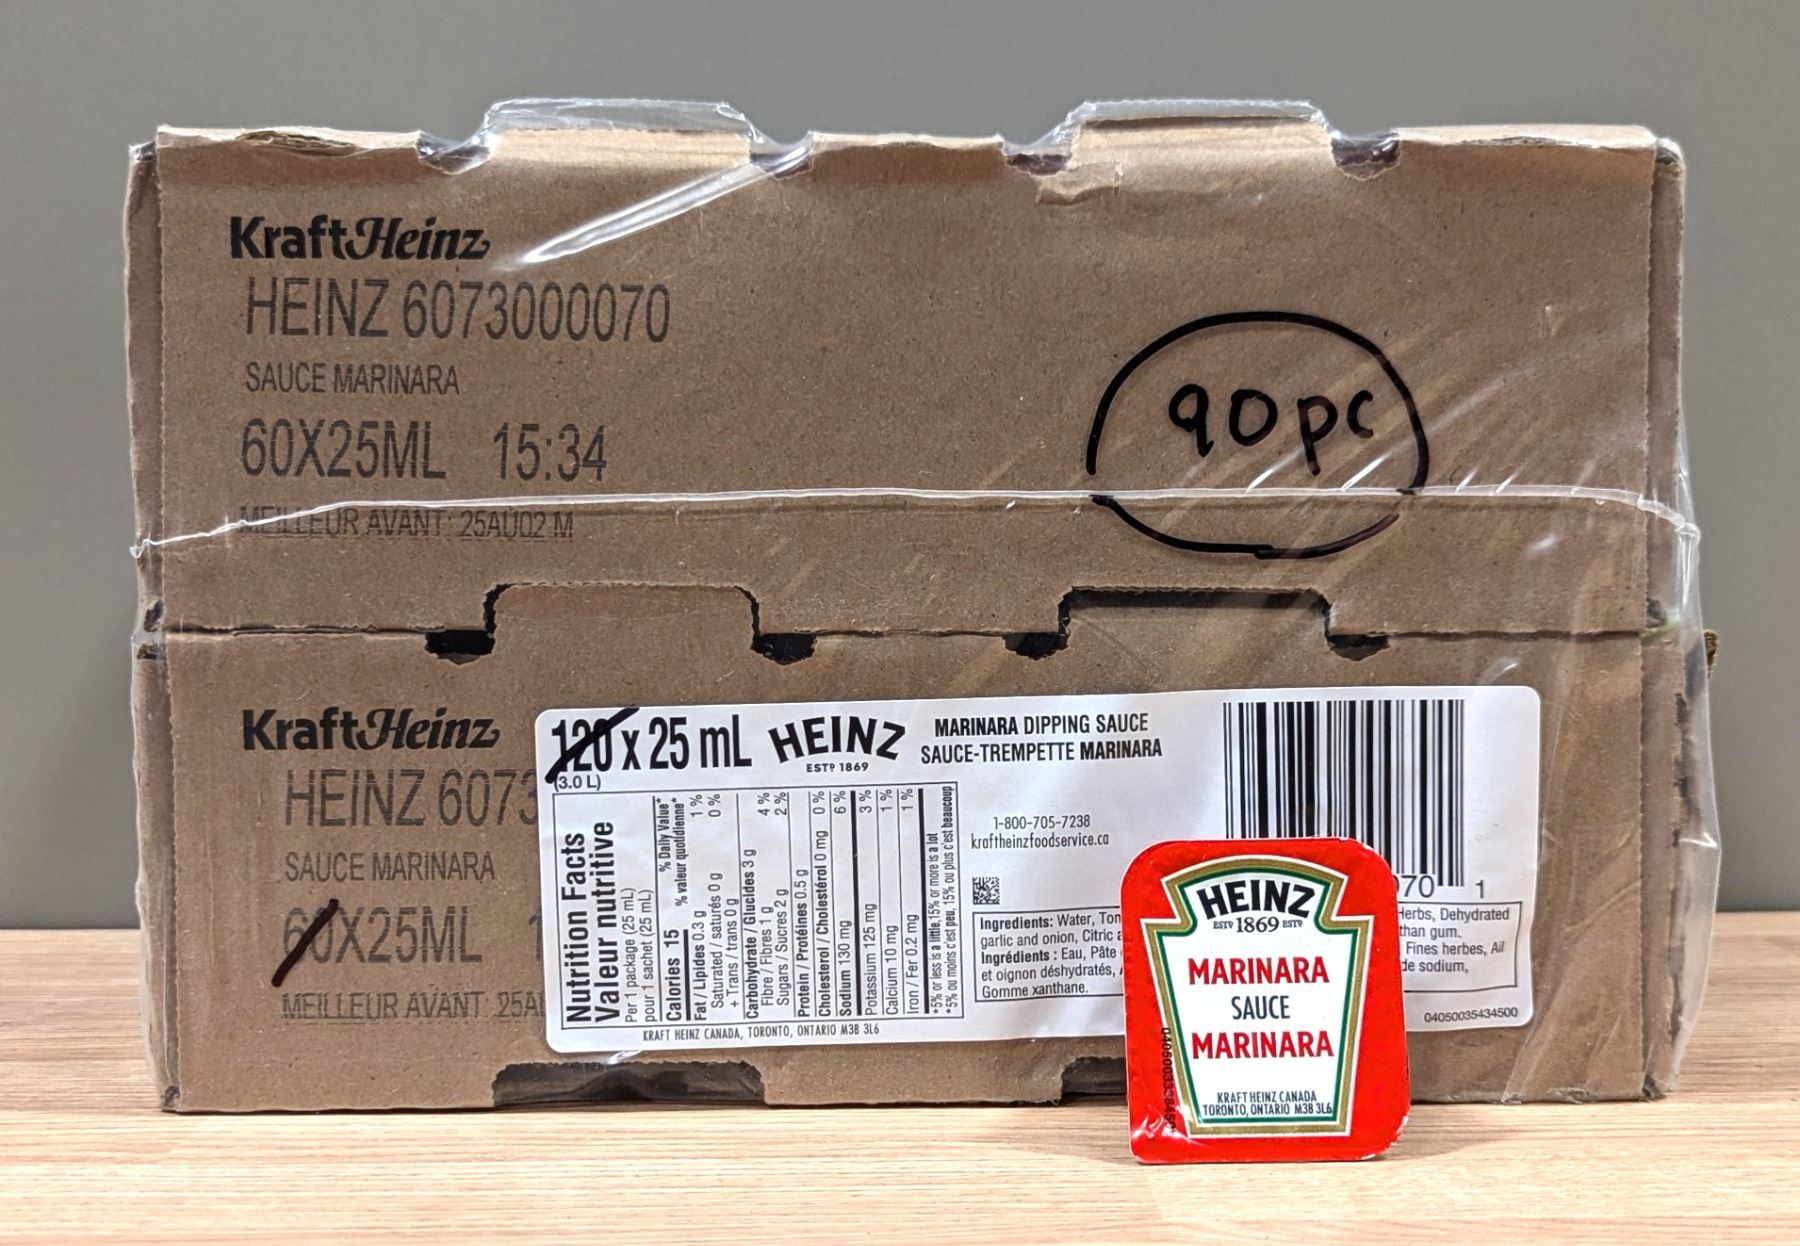 KraftHeinz
HEINZ 6073000070
SAUCE MARINARA
60X25ML 15:34
MEILLEUR AVANT: 25AU02 M
90pc
KraftHeinz
HEINZ 6073
SAUCE MARINARA
60X25ML 1
MEILLEUR AVANT: 25A
120 x 25 mL
(3.0 L)
HEINZ
ESTD 1869
MARINARA DIPPING SAUCE
SAUCE-TREMPETTE MARINARA
Nutrition Facts
Valeur nutritive
Per 1 package (25 mL)
pour 1 sachet (25 mL)
% Daily Value*
Calories 15 % valeur quotidienne*
Fat / Lipides 0.3 g 1 %
Saturated / saturés 0 g 0 %
+ Trans / trans 0 g
Carbohydrate / Glucides 3 g
Fibre / Fibres 1 g 4 %
Sugars / Sucres 2 g 2 %
Protein / Protéines 0.5 g
Cholesterol / Cholestérol 0 mg 0 %
Sodium 130 mg 6 %
Potassium 125 mg 3 %
Calcium 10 mg 1 %
Iron / Fer 0.2 mg 1 %
*5% or less is a little, 15% or more is a lot
*5% ou moins c'est peu, 15% ou plus c'est beaucoup
KRAFT HEINZ CANADA, TORONTO, ONTARIO M3B 3L6
1-800-705-7238
kraftheinzfoodservice.ca
70 1
Ingredients: Water, Tom Herbs, Dehydrated
garlic and onion, Citric a than gum.
Ingrédients : Eau, Pâte Fines herbes, Ail
et oignon déshydratés, de sodium,
Gomme xanthane.
04050035434500
HEINZ
ESTD 1869 ESTD
MARINARA
SAUCE
MARINARA
KRAFT HEINZ CANADA
TORONTO, ONTARIO M3B 3L6